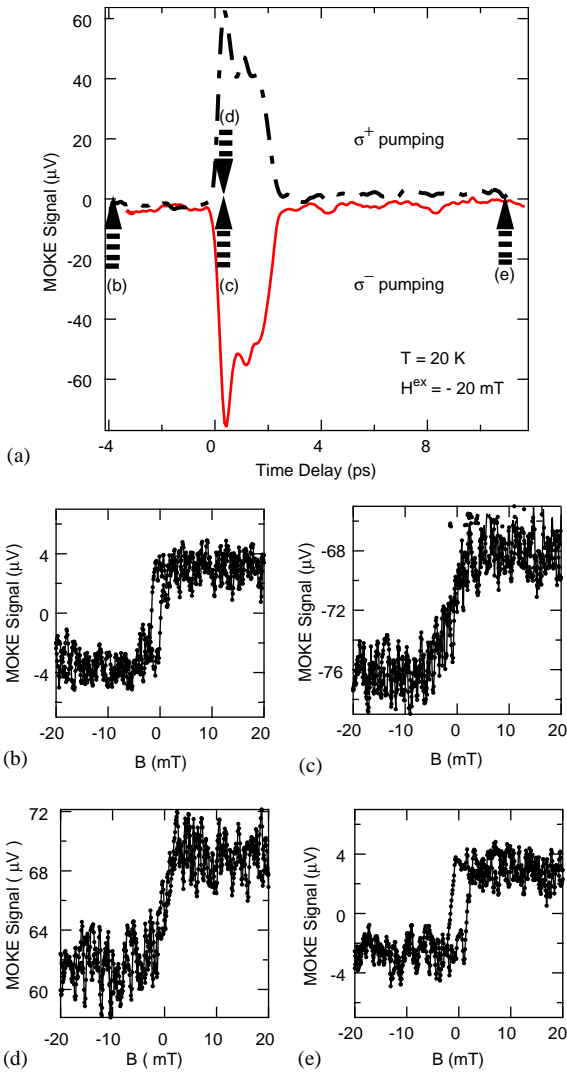 60
40
20
0
-20
-40
-60
MOKE Signal (μV)
(d)
σ+ pumping
(b)
(c)
(e)
σ− pumping
T = 20 K
Hex = - 20 mT
-4
0
4
8
Time Delay (ps)
(a)
4
0
-4
MOKE Signal (μV)
-20
-10
0
10
20
B (mT)
(b)
-68
-72
-76
MOKE Signal (μV)
-20
-10
0
10
20
B (mT)
(c)
72
68
62
60
MOKE Signal ( μV )
-20
-10
0
10
20
B ( mT)
(d)
4
0
-4
MOKE Signal (μV)
-20
-10
0
10
20
B (mT)
(e)